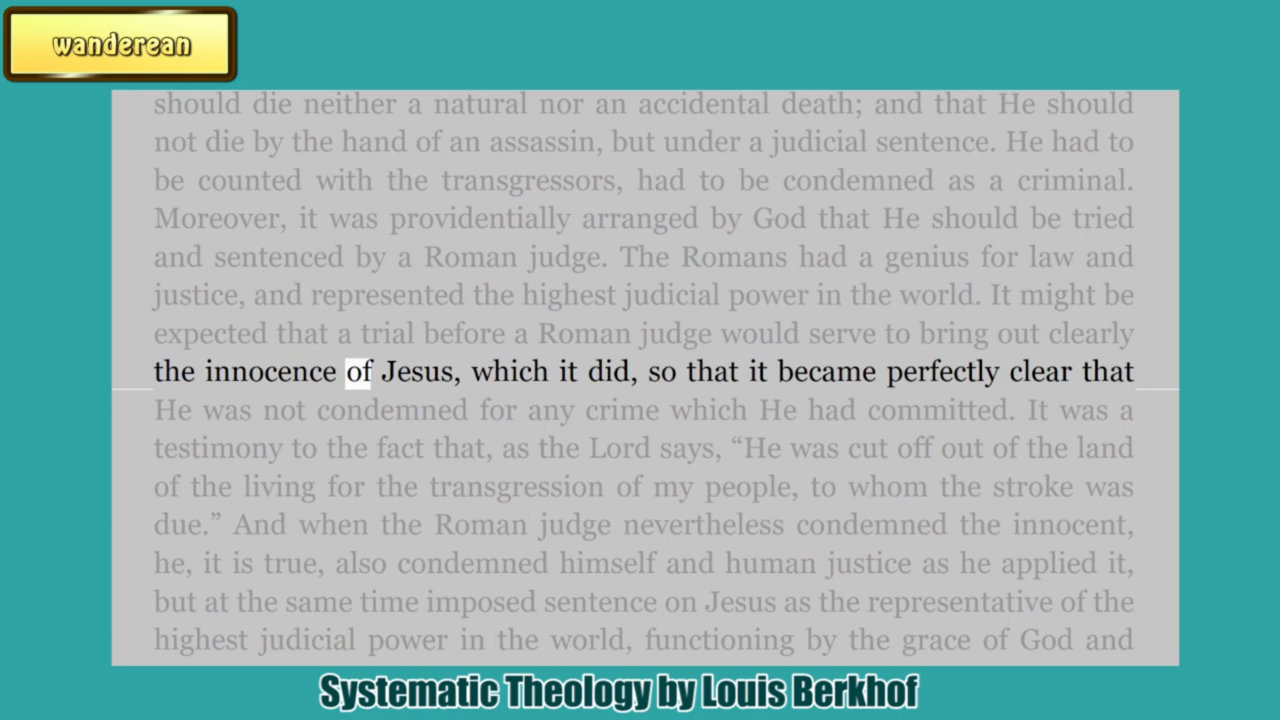 wanderean
should die neither a natural nor an accidental death; and that He should
not die by the hand of an assassin, but under a judicial sentence. He had to
be counted with the transgressors, had to be condemned as a criminal.
Moreover, it was providentially arranged by God that He should be tried
and sentenced by a Roman judge. The Romans had a genius for law and
justice, and represented the highest judicial power in the world. It might be
expected that a trial before a Roman judge would serve to bring out clearly
the innocence of Jesus, which it did, so that it became perfectly clear that
He was not condemned for any crime which He had committed. It was a
testimony to the fact that, as the Lord says, “He was cut off out of the land
of the living for the transgression of my people, to whom the stroke was
due.” And when the Roman judge nevertheless condemned the innocent,
he, it is true, also condemned himself and human justice as he applied it,
but at the same time imposed sentence on Jesus as the representative of the
highest judicial power in the world, functioning by the grace of God and
Systematic Theology by Louis Berkhof